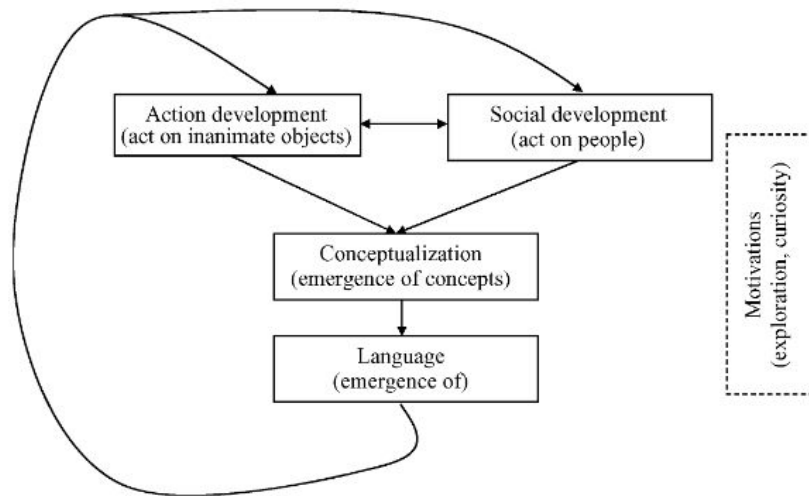 Action development
(act on inanimate objects)
Social development
(act on people)
Conceptualization
(emergence of concepts)
Language
(emergence of)
Motivations
(exploration, curiosity)